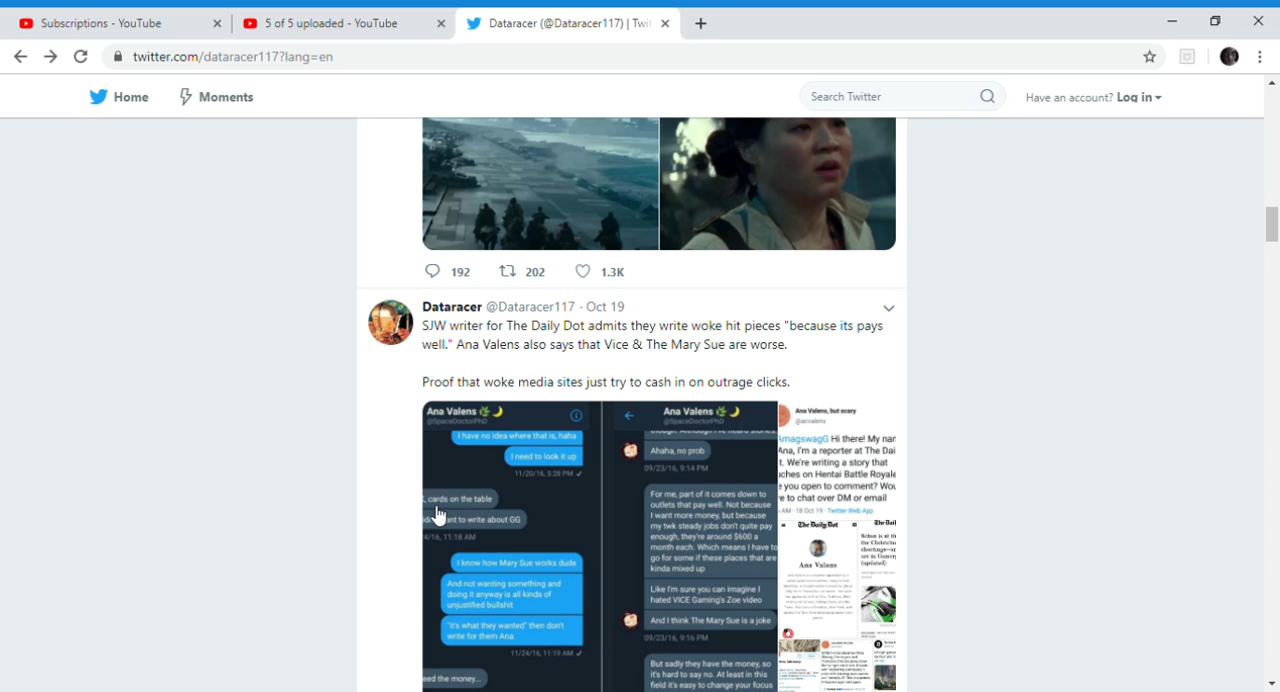 Subscriptions - YouTube
5 of 5 uploaded - YouTube
Dataracer (@Dataracer117) | Twi
twitter.com/dataracer117?lang=en
Home
Moments
Search Twitter
Have an account? Log in
192
202
1.3K
Dataracer @Dataracer117 · Oct 19
SJW writer for The Daily Dot admits they write woke hit pieces "because its pays
well." Ana Valens also says that Vice & The Mary Sue are worse.
Proof that woke media sites just try to cash in on outrage clicks.
Ana Valens
@SpaceDoctorPhD
I have no idea where that is, haha
I need to look it up
11/20/16, 5:28 PM
, cards on the table
nt to write about GG
4/16, 11:18 AM
I know how Mary Sue works dude
And not wanting something and
doing it anyway is all kinds of
unjustified bullshit
"it's what they wanted" then don't
write for them Ana.
11/24/16, 11:19 AM
eed the money...
Ana Valens
@SpaceDoctorPhD
Ahaha, no prob
09/23/16, 9:14 PM
For me, part of it comes down to
outlets that pay well. Not because
I want more money, but because
my twk steady jobs don't quite pay
enough, they're around $600 a
month each. Which means I have to
go for some if these places that are
kinda mixed up
Like I'm sure you can imagine I
hated VICE Gaming's Zoe video
And I think The Mary Sue is a joke
09/23/16, 9:16 PM
But sadly they have the money, so
it's hard to say no. At least in this
field it's easy to change your focus
Ana Valens, but scary
@acvalens
AmagswagG Hi there! My nam
Ana, I'm a reporter at The Dai
t. We're writing a story that
uches on Hentai Battle Royale
e you open to comment? Wou
e to chat over DM or email
AM · 18 Oct 19 · Twitter Web App
The Daily Dot
Ana Valens